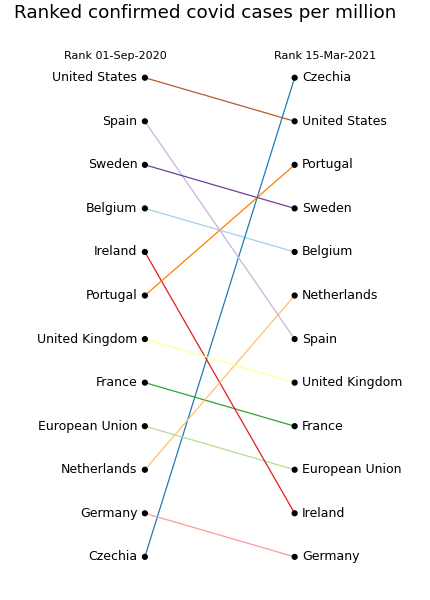 Ranked confirmed covid cases per million
Rank 01-Sep-2020 Rank 15-Mar-2021
United States Czechia
Spain United States
Sweden Portugal
Belgium Sweden
Ireland Belgium
Portugal Netherlands
United Kingdom Spain
France United Kingdom
European Union France
Netherlands European Union
Germany Ireland
Czechia Germany